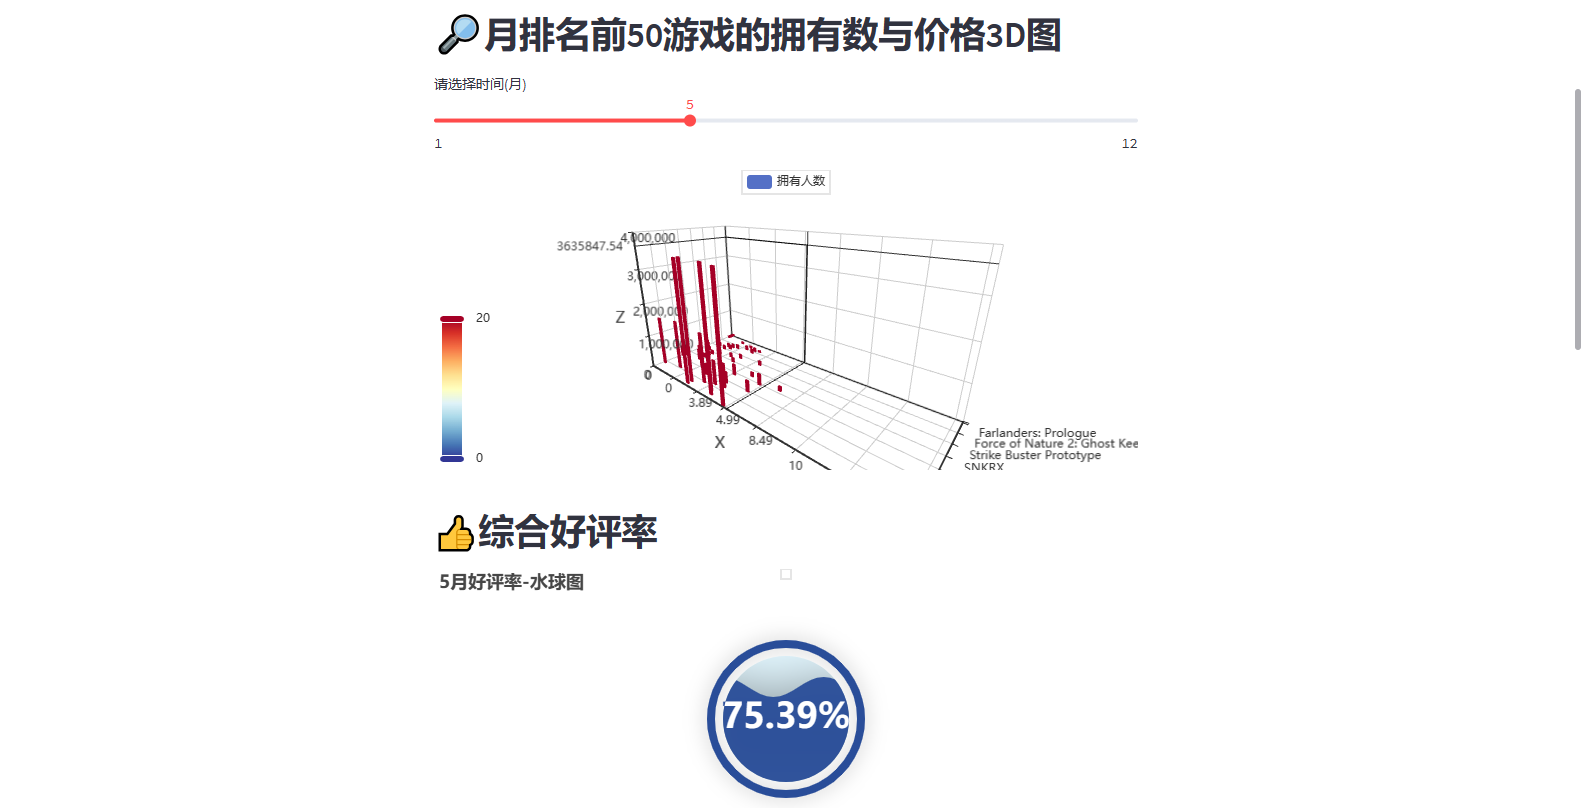 月排名前50游戏的拥有数与价格3D图
请选择时间(月)
5
1
12
拥有人数
4,000,000
3635847.54
3,000,00
Z
2,000,000
20
1,000,000
0
0
3.89
4.99
X
8.49
10
Farlanders: Prologue
Force of Nature 2: Ghost Kee
Strike Buster Prototype
SNKRX
0
综合好评率
5月好评率-水球图
75.39%